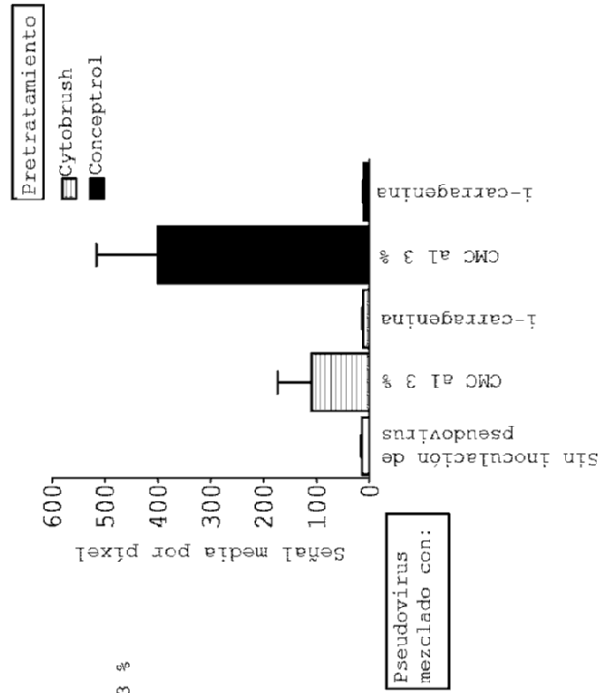 Pretratamiento
Cytobrush
Conceptrol
600
500
400
300
200
100
0
Señal media por píxel
Sin inoculación de
pseudovirus
CMC al 3 %
i-carragenina
CMC al 3 %
i-carragenina
Pseudovirus
mezclado con:
3 %